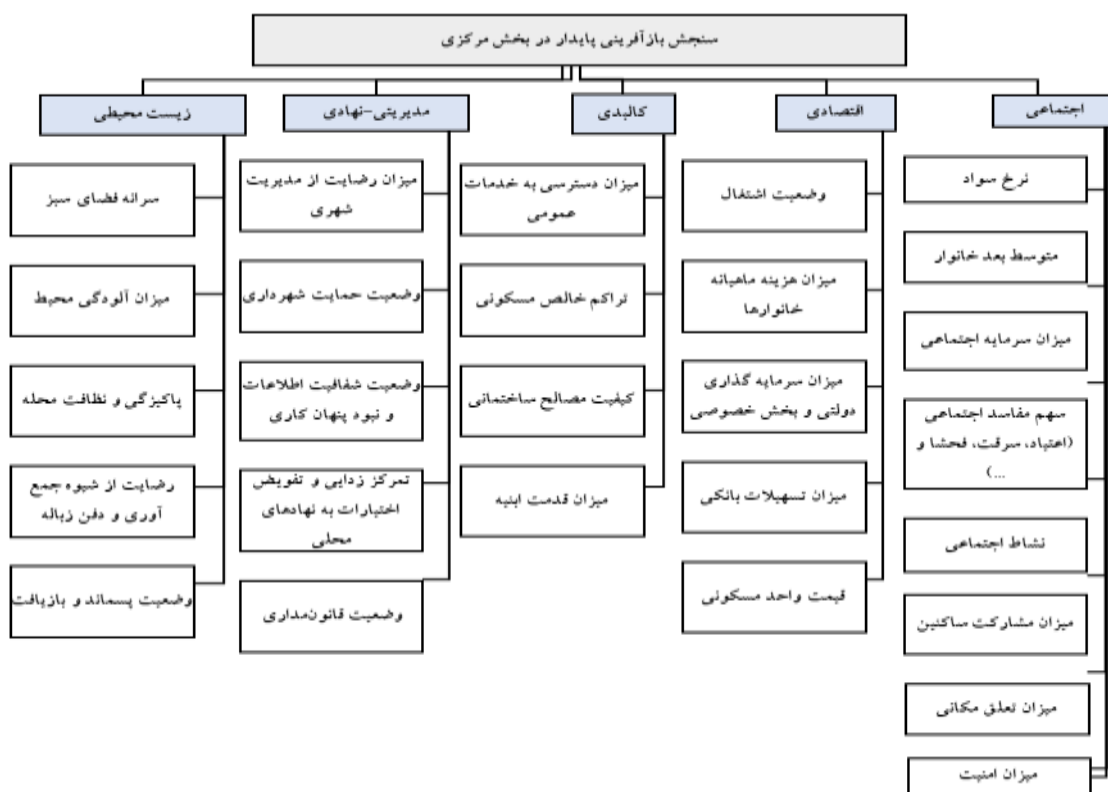 سنجش بازآفرینی پایدار در بخش مرکزی
اجتماعی
نرخ سواد
متوسط بعد خانوار
میزان سرمایه اجتماعی
سهم مفاسد اجتماعی
(اعتیاد، سرقت، فحشا و
...)
نشاط اجتماعی
میزان مشارکت ساکنین
میزان تعلق مکانی
میزان امنیت
اقتصادی
وضعیت اشتغال
میزان هزینه ماهیانه
خانوارها
میزان سرمایه گذاری
دولتی و بخش خصوصی
میزان تسهیلات بانکی
قیمت واحد مسکونی
کالبدی
میزان دسترسی به خدمات
عمومی
تراکم خالص مسکونی
کیفیت مصالح ساختمانی
میزان قدمت ابنیه
مدیریتی-نهادی
میزان رضایت از مدیریت
شهری
وضعیت حمایت شهرداری
وضعیت شفافیت اطلاعات
و نبود پنهان کاری
تمرکز زدایی و تفویض
اختیارات به نهادهای
محلی
وضعیت قانون‌مداری
زیست محیطی
سرانه فضای سبز
میزان آلودگی محیط
پاکیزگی و نظافت محله
رضایت از شیوه جمع
آوری و دفن زباله
وضعیت پسماند و بازیافت